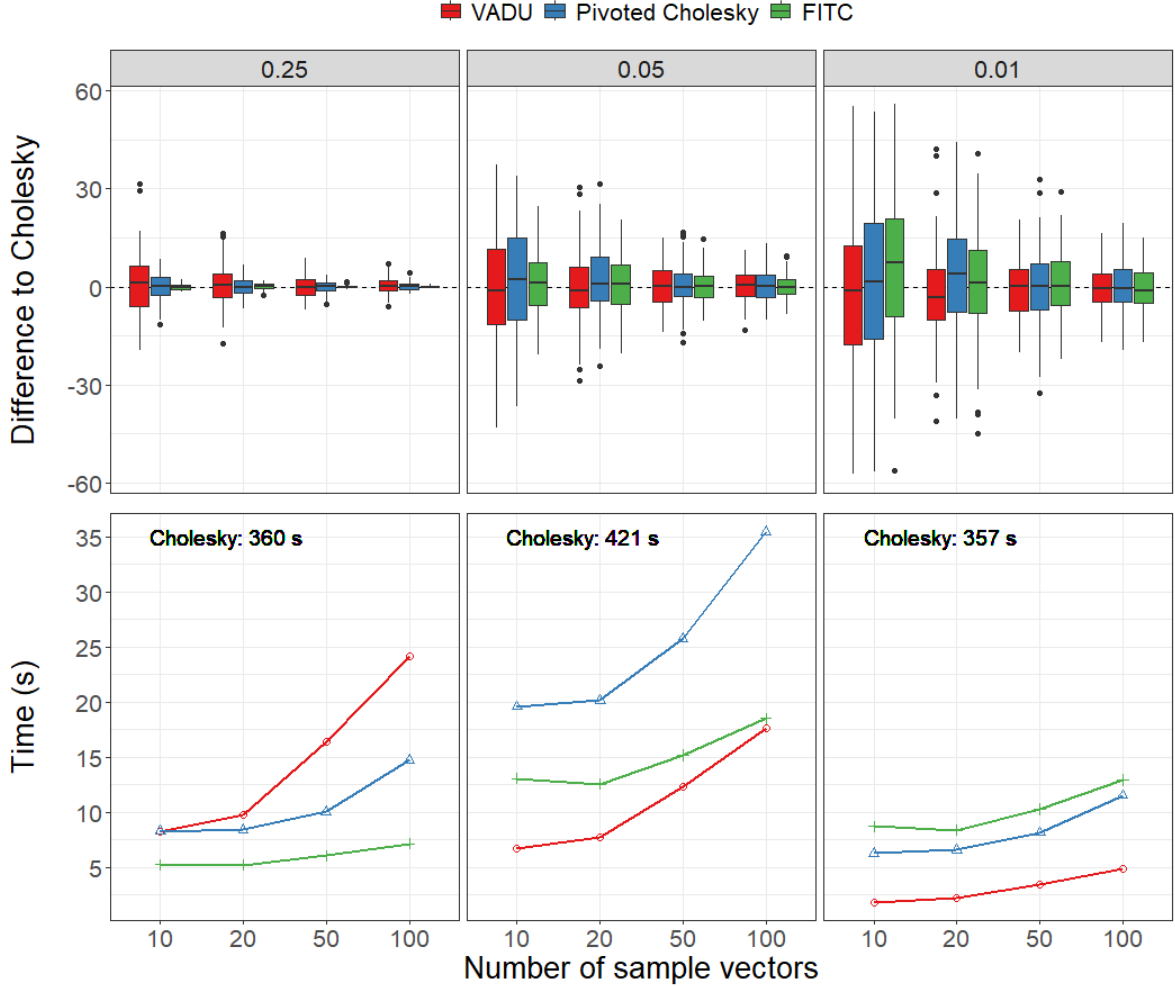 VADU Pivoted Cholesky FITC
0.25 0.05 0.01
Difference to Cholesky
60
30
0
-30
-60
Cholesky: 360 s Cholesky: 421 s Cholesky: 357 s
Time (s)
35
30
25
20
15
10
5
10 20 50 100 10 20 50 100 10 20 50 100
Number of sample vectors